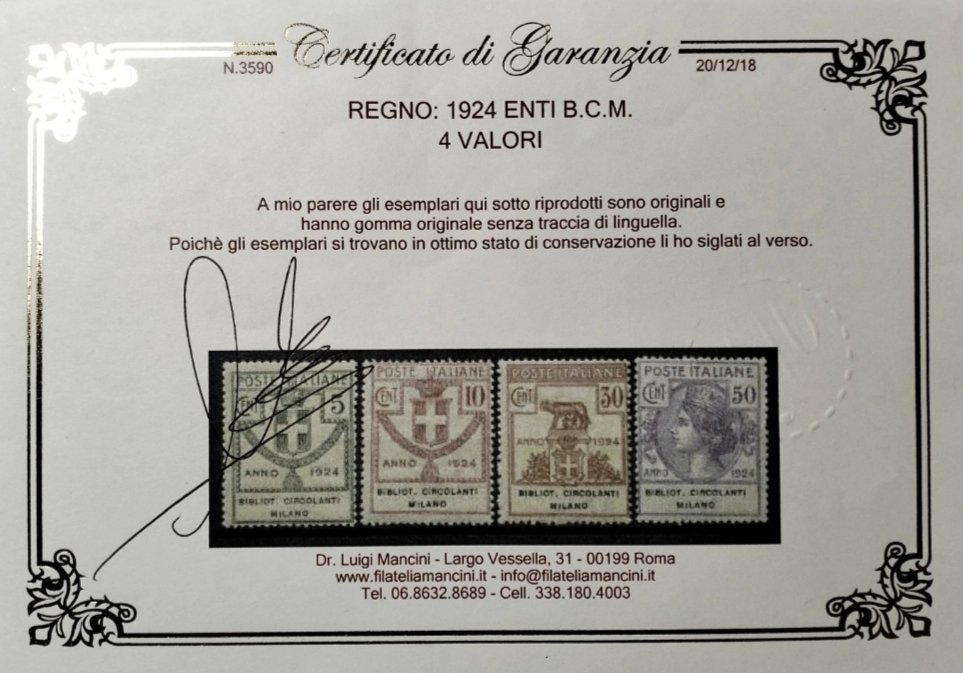 Certificato di Garanzia
N.3590
20/12/18
REGNO: 1924 ENTI B.C.M.
4 VALORI
A mio parere gli esemplari qui sotto riprodotti sono originali e
hanno gomma originale senza traccia di linguella.
Poichè gli esemplari si trovano in ottimo stato di conservazione li ho siglati al verso.
POSTE ITALIANE
CENT 5
ANNO 1924
BIBLIOT. CIRCOLANTI
MILANO
POSTE ITALIANE
CENT 10
ANNO 1924
BIBLIOT. CIRCOLANTI
MILANO
POSTE ITALIANE
CENT 30
ANNO 1924
BIBLIOT. CIRCOLANTI
MILANO
POSTE ITALIANE
CENT 50
ANNO 1924
BIBLIOT. CIRCOLANTI
MILANO
Dr. Luigi Mancini - Largo Vessella, 31 - 00199 Roma
www.filateliamancini.it - info@filateliamancini.it
Tel. 06.8632.8689 - Cell. 338.180.4003